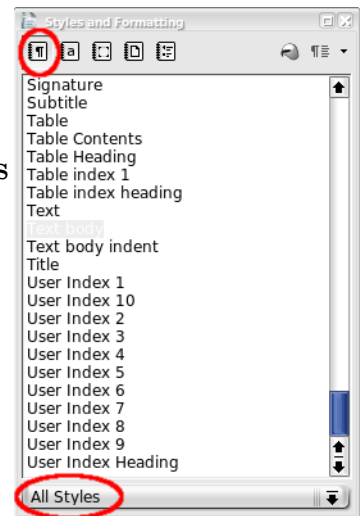 Styles and Formatting
¶ a ¶
Signature
Subtitle
Table
Table Contents
Table Heading
s
Table index 1
Table index heading
Text
Text body
Text body indent
Title
User Index 1
User Index 10
User Index 2
User Index 3
User Index 4
User Index 5
User Index 6
User Index 7
User Index 8
User Index 9
User Index Heading
All Styles